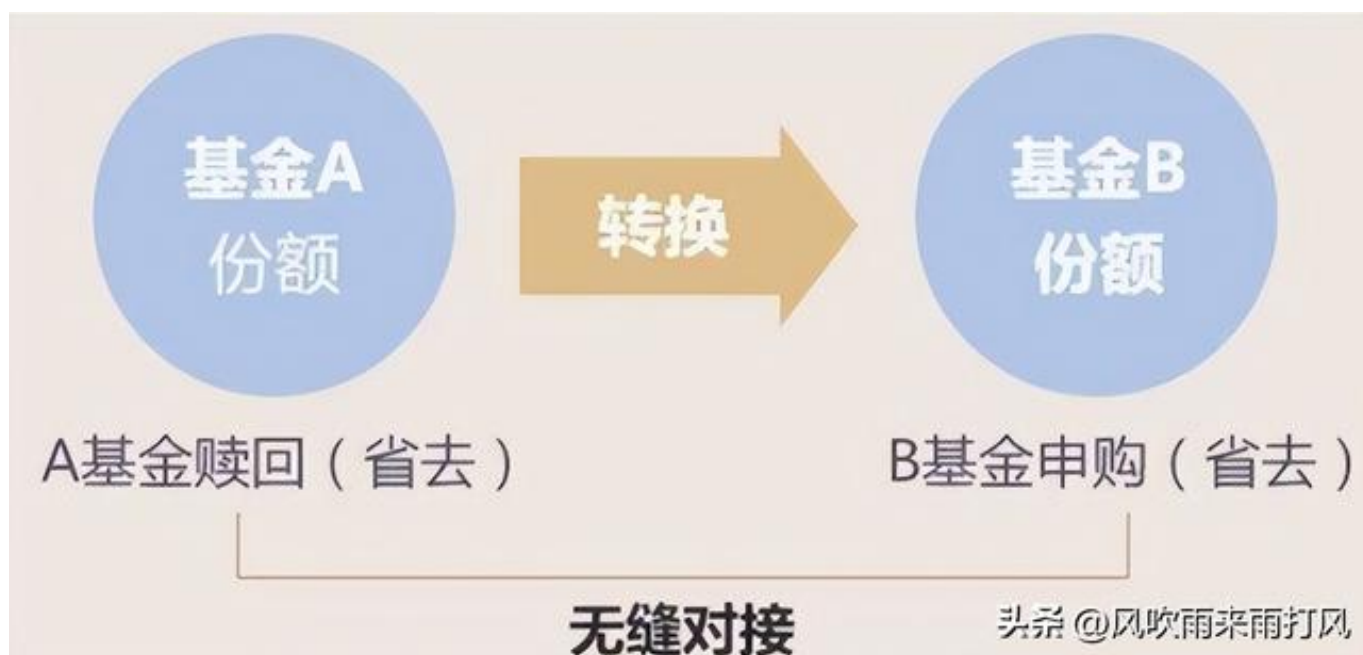 基金A
份额
转换
基金B
份额
A基金赎回（省去）
B基金申购（省去）
无缝对接
头条 @风吹雨来雨打风